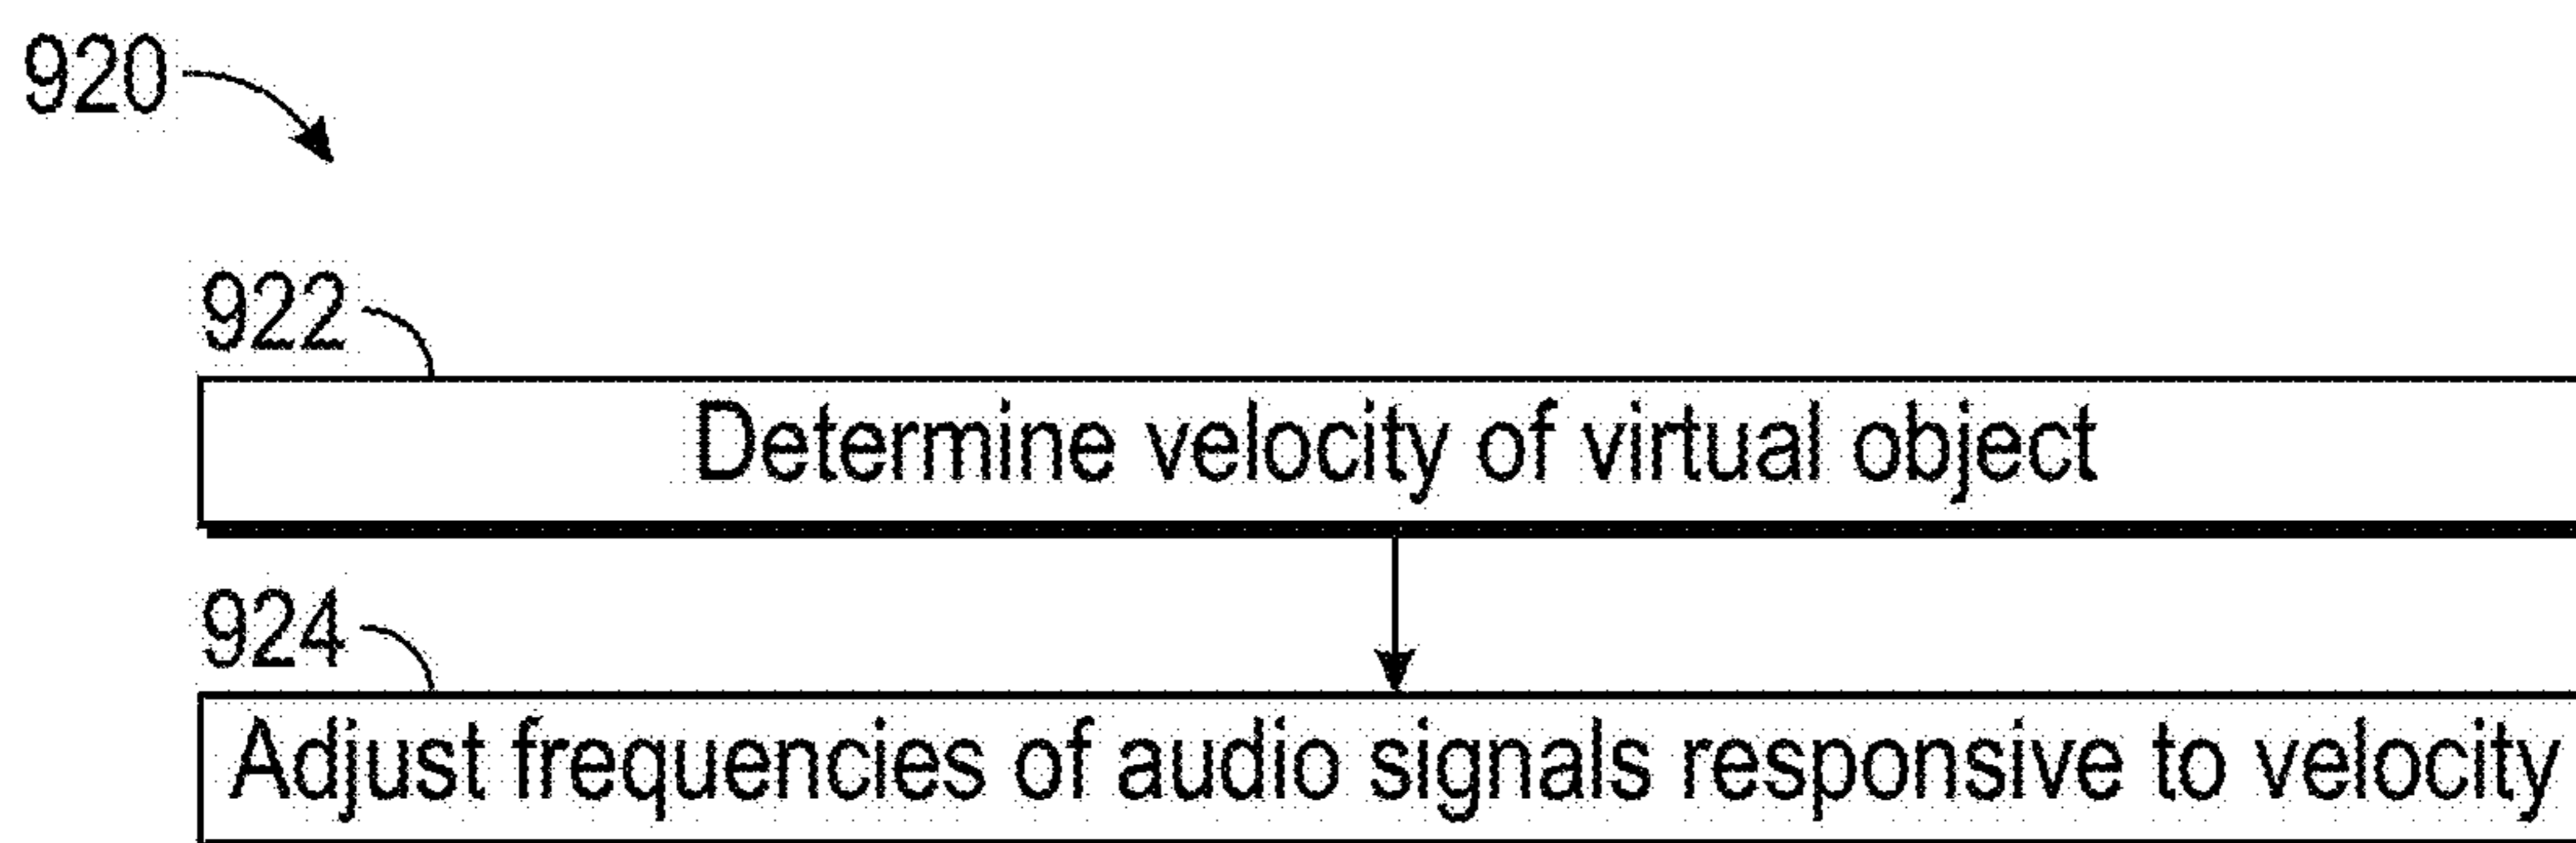 920
922
Determine velocity of virtual object
924
Adjust frequencies of audio signals responsive to velocity